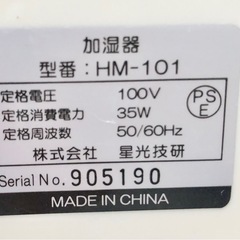 加湿器
型番：HM-101
定格電圧 100V
定格消費電力 35W
定格周波数 50/60Hz
PSE
株式会社 星光技研
Serial No. 905190
MADE IN CHINA